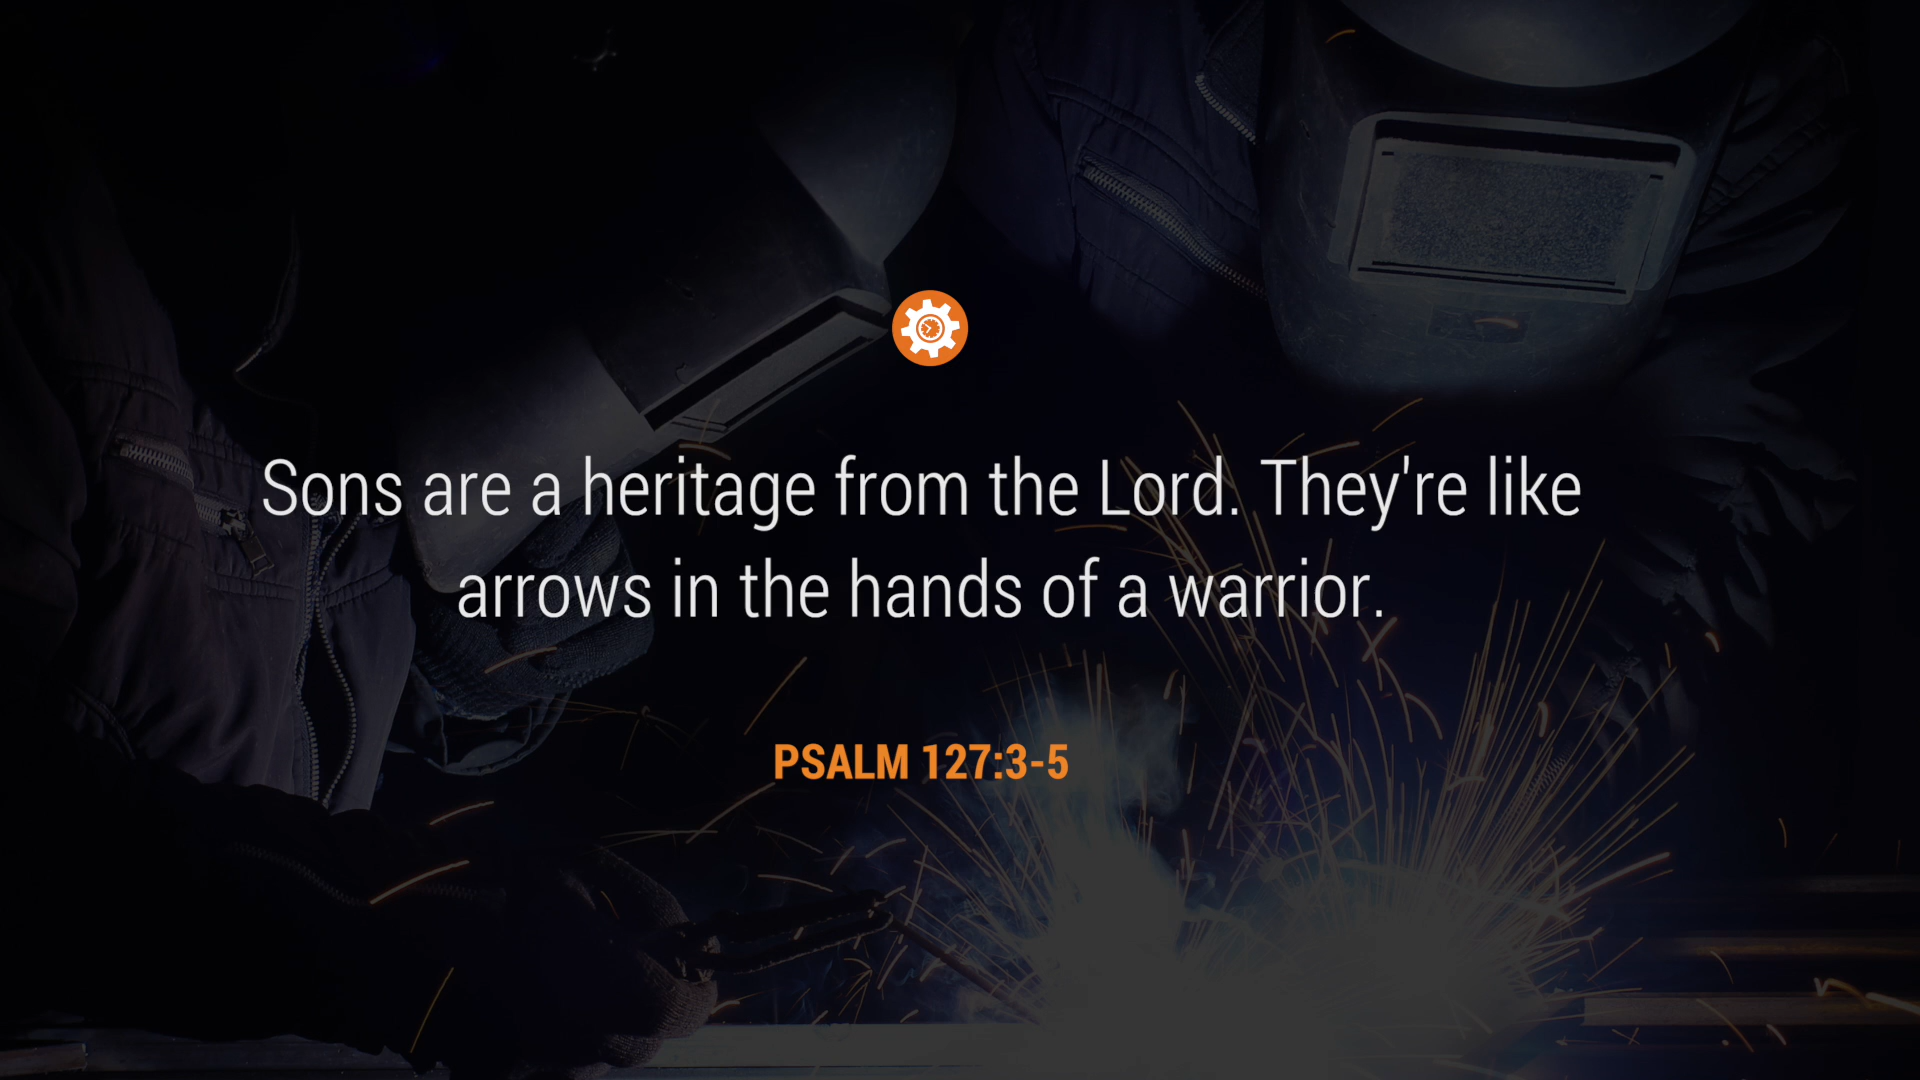 Sons are a heritage from the Lord. They're like
arrows in the hands of a warrior.
PSALM 127:3-5